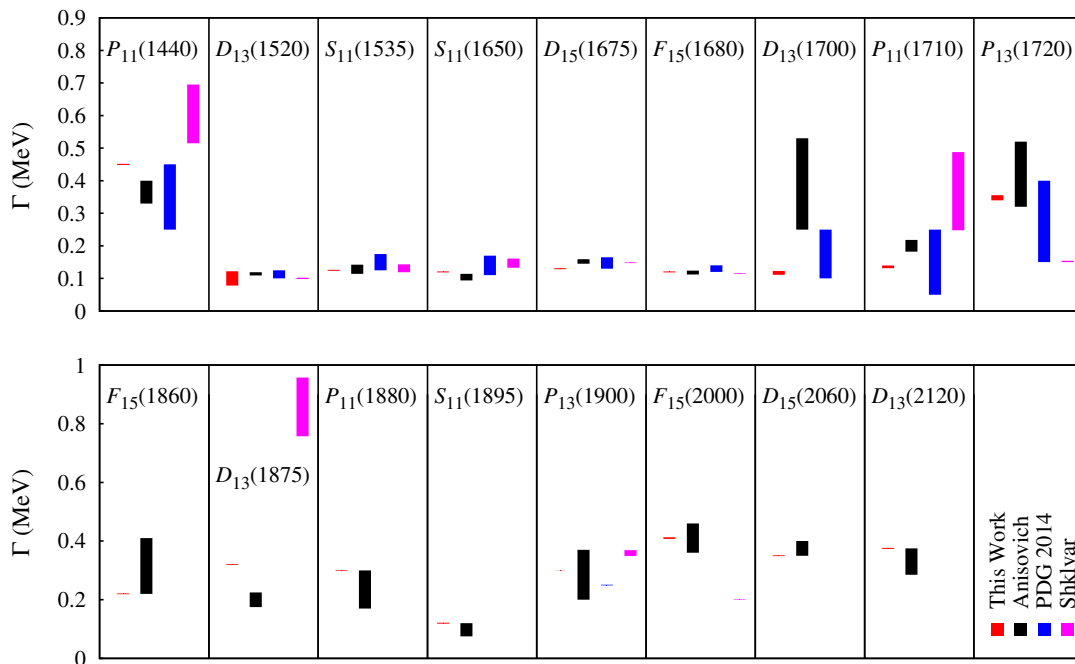 0.9
0.8
0.7
0.6
0.5
0.4
0.3
0.2
0.1
0
Γ (MeV)
P11(1440) D13(1520) S11(1535) S11(1650) D15(1675) F15(1680) D13(1700) P11(1710) P13(1720)
1
0.8
0.6
0.4
0.2
0
Γ (MeV)
F15(1860) P11(1880) S11(1895) P13(1900) F15(2000) D15(2060) D13(2120)
D13(1875)
This Work
Anisovich
PDG 2014
Shklyar